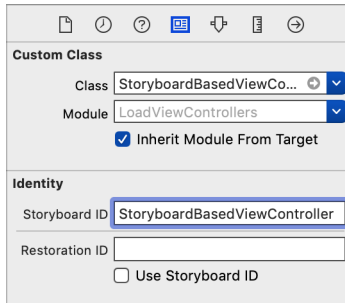 Custom Class
Class StoryboardBasedViewCo...
Module LoadViewControllers
Inherit Module From Target
Identity
Storyboard ID StoryboardBasedViewController
Restoration ID
Use Storyboard ID